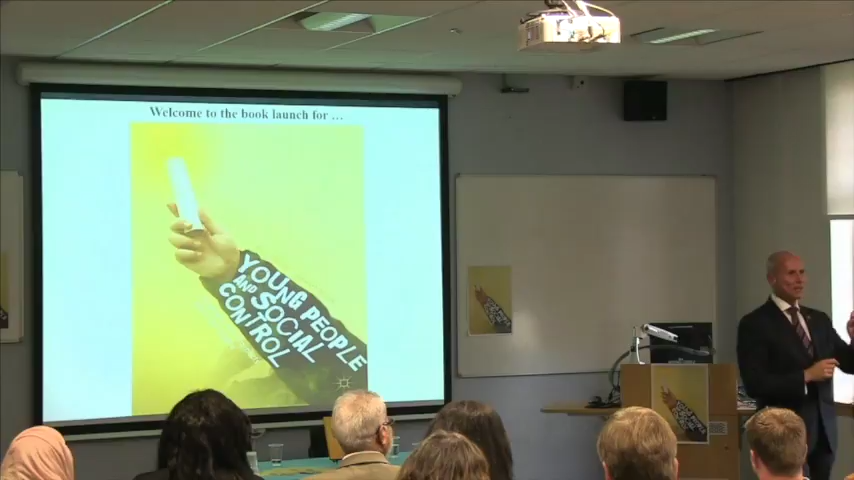 Welcome to the book launch for ...
YOUNG PEOPLE
AND SOCIAL
CONTROL